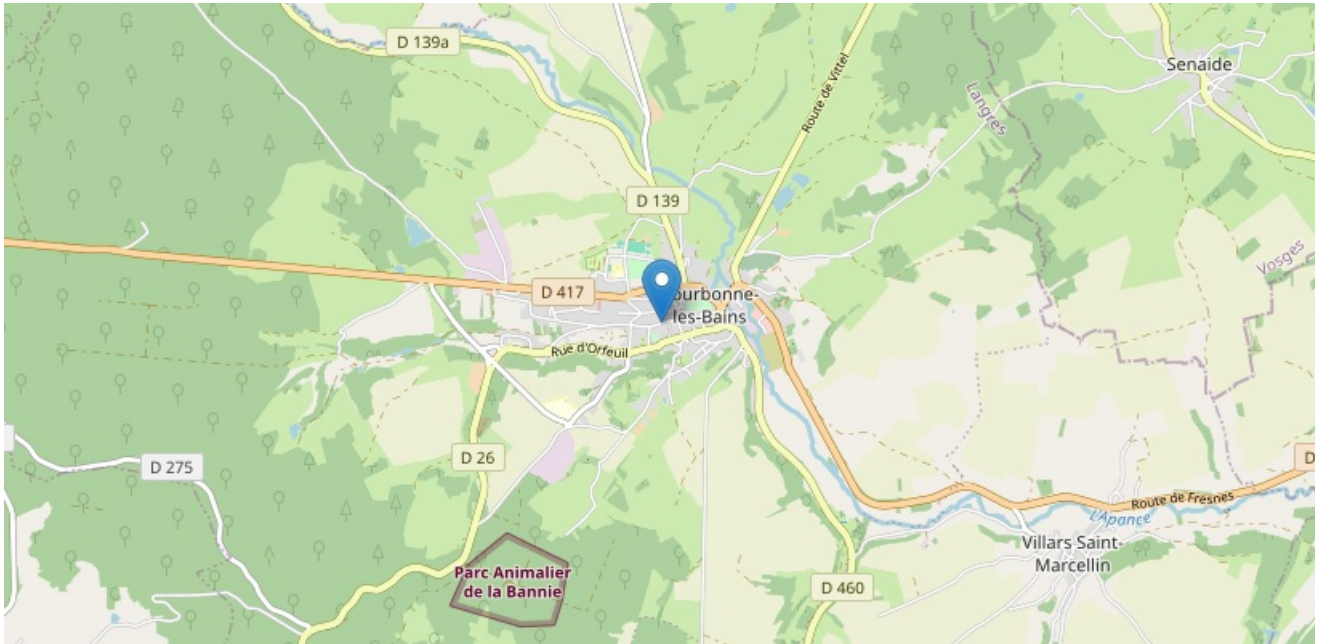 D 139a
Route de Vittel
Senaide
Langres
D 139
Vosges
D 417
ourbonne-
les-Bains
Rue d'Orfeuil
D 26
D 275
D
Route de Fresnes
L'Apance
Villars Saint-
Marcellin
Parc Animalier
de la Bannie
D 460